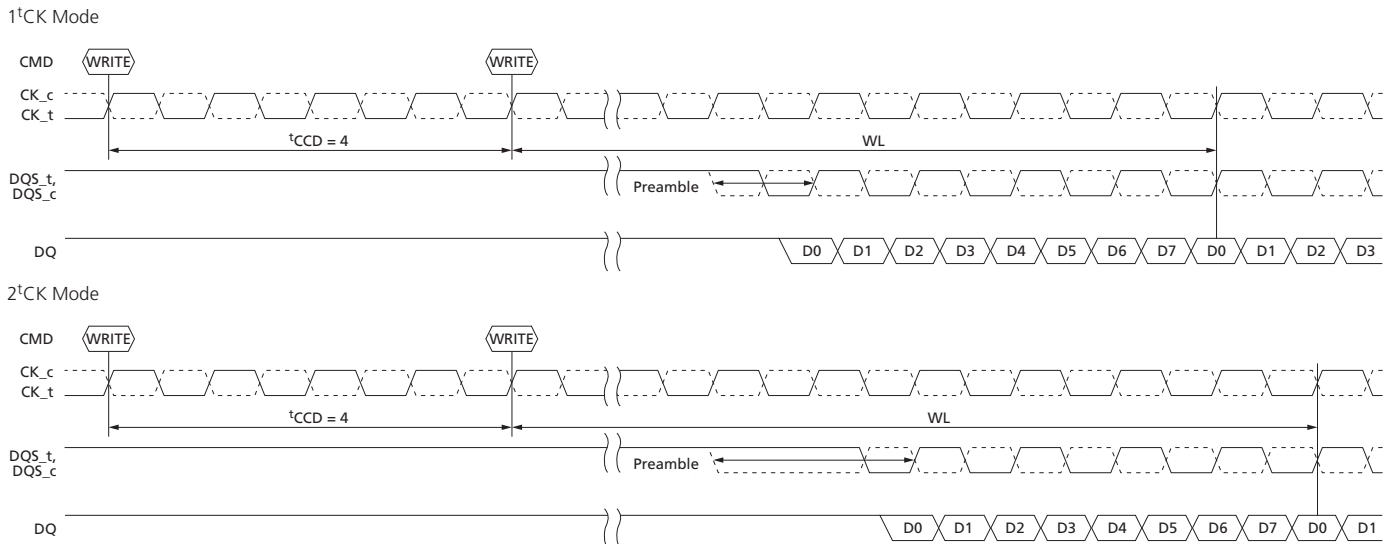 1tCK Mode
CMD WRITE WRITE
CK_c
CK_t
tCCD = 4 WL
DQS_t,
DQS_c
Preamble
DQ D0 D1 D2 D3 D4 D5 D6 D7 D0 D1 D2 D3
2tCK Mode
CMD WRITE WRITE
CK_c
CK_t
tCCD = 4 WL
DQS_t,
DQS_c
Preamble
DQ D0 D1 D2 D3 D4 D5 D6 D7 D0 D1